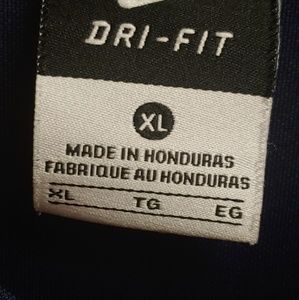 DRI-FIT
XL
MADE IN HONDURAS
FABRIQUE AU HONDURAS
XL TG EG